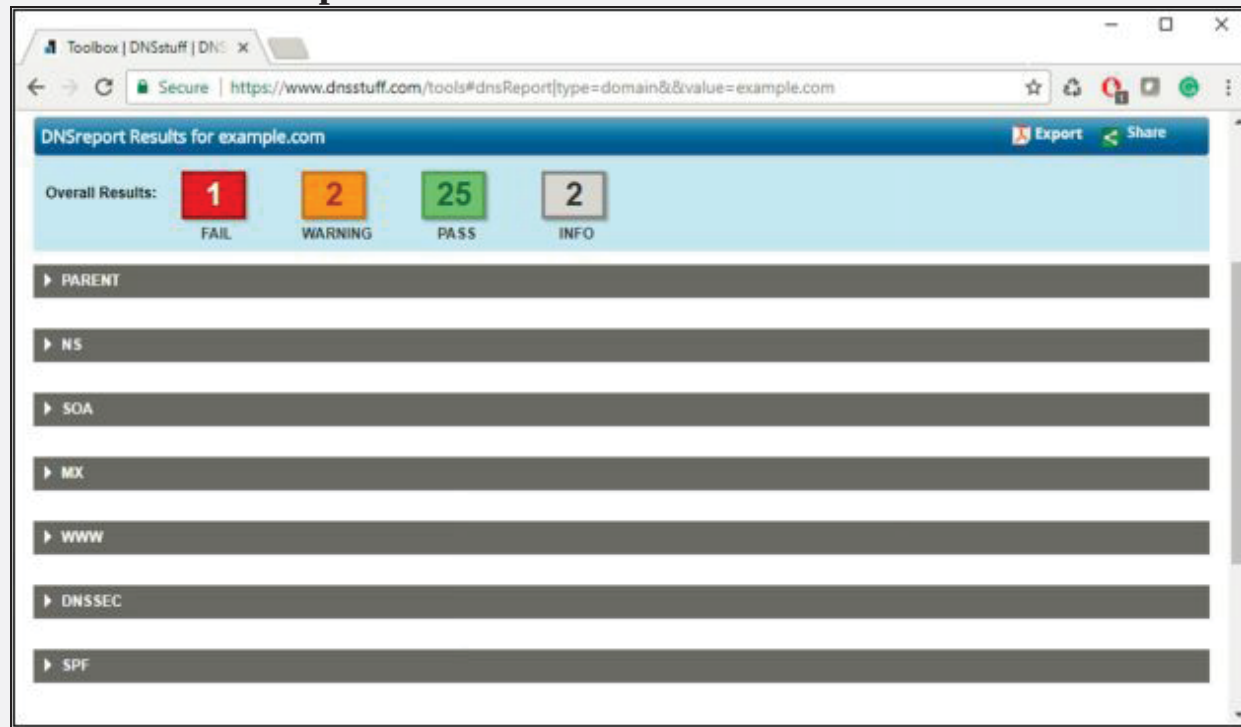 Toolbox | DNSstuff | DNS
Secure | https://www.dnsstuff.com/tools#dnsReport|type=domain&&value=example.com
DNSreport Results for example.com Export Share
Overall Results: 1 2 25 2
FAIL WARNING PASS INFO
PARENT
NS
SOA
MX
WWW
DNSSEC
SPF